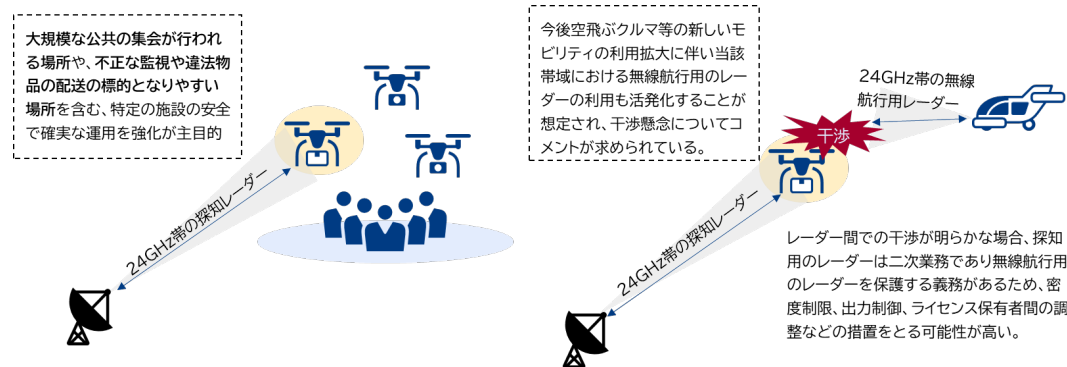 大規模な公共の集会が行われ
る場所や、不正な監視や違法物
品の配送の標的となりやすい
場所を含む、特定の施設の安全
で確実な運用を強化が主目的
24GHz帯の探知レーダー
今後空飛ぶクルマ等の新しいモ
ビリティの利用拡大に伴い当該
帯域における無線航行用のレー
ダーの利用も活発化することが
想定され、干渉懸念についてコ
メントが求められている。
24GHz帯の無線
航行用レーダー
干渉
24GHz帯の探知レーダー
レーダー間での干渉が明らかな場合、探知
用のレーダーは二次業務であり無線航行用
のレーダーを保護する義務があるため、密
度制限、出力制御、ライセンス保有者間の調
整などの措置をとる可能性が高い。